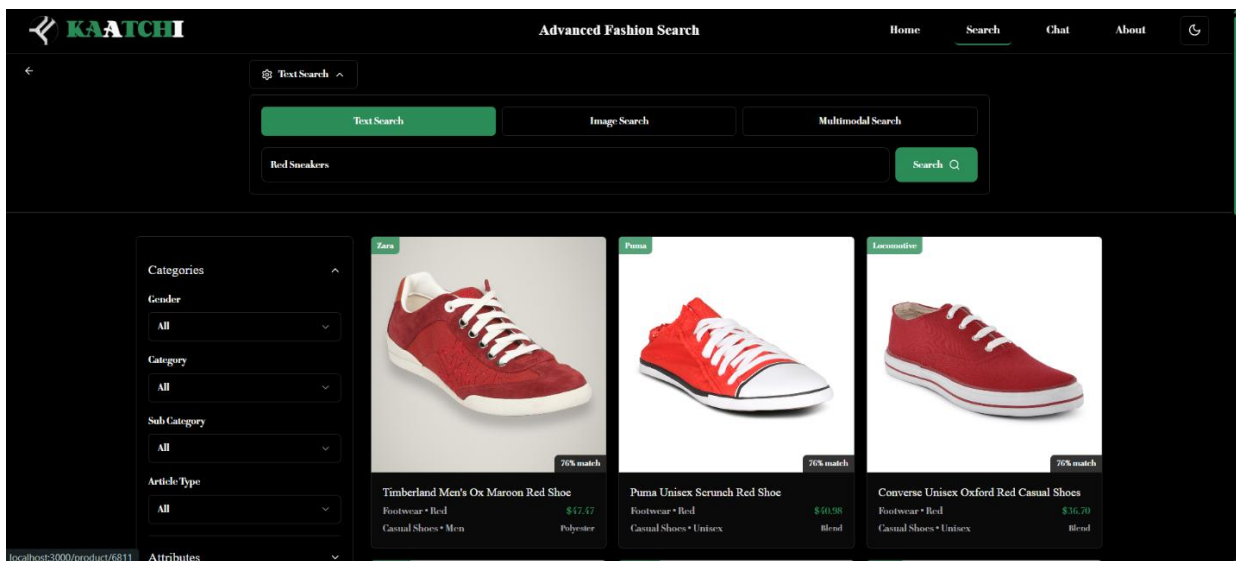 KAATCHI
Advanced Fashion Search
Home
Search
Chat
About
Text Search
Text Search
Image Search
Multimodal Search
Red Sneakers
Search
Categories
Gender
All
Category
All
Sub Category
All
Article Type
All
Attributes
Zara
76% match
Timberland Men's Ox Maroon Red Shoe
Footwear • Red
$47.47
Casual Shoes • Men
Polyester
Puma
76% match
Puma Unisex Scrunch Red Shoe
Footwear • Red
$40.98
Casual Shoes • Unisex
Blend
Locomotive
76% match
Converse Unisex Oxford Red Casual Shoes
Footwear • Red
$36.70
Casual Shoes • Unisex
Blend
localhost:3000/product/6811